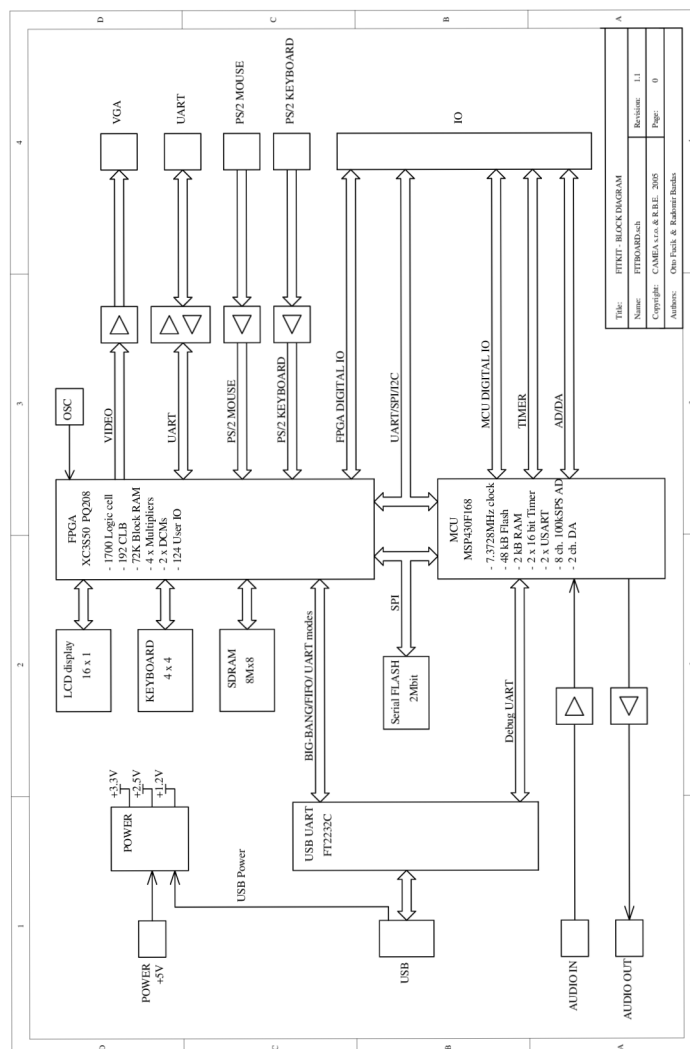 D
C
B
A
1
2
3
4
POWER
+5V
USB
AUDIO IN
AUDIO OUT
USB Power
POWER
+3.3V
+2.5V
+1.2V
USB UART
FT2232C
LCD display
16 x 1
KEYBOARD
4 x 4
SDRAM
8Mx8
BIG-BANG/FIFO/ UART modes
Serial FLASH
2Mbit
SPI
Debug UART
OSC
FPGA
XC3S50 PQ208
- 1700 Logic cell
- 192 CLB
- 72K Block RAM
- 4 x Multipliers
- 2 x DCMs
- 124 User IO
MCU
MSP430F168
- 7.3728MHz clock
- 48 kB Flash
- 2 kB RAM
- 2 x 16 bit Timer
- 2 x USART
- 8 ch. 100kSPS AD
- 2 ch. DA
VIDEO
UART
PS/2 MOUSE
PS/2 KEYBOARD
FPGA DIGITAL IO
UART/SPI/I2C
MCU DIGITAL IO
TIMER
AD/DA
VGA
UART
PS/2 MOUSE
PS/2 KEYBOARD
IO
Title: FITKIT - BLOCK DIAGRAM
Name: FITBOARD.sch Revision: 1.1
Copyright: CAMEA s.r.o. & R.B.E. 2005 Page: 0
Authors: Otto Fucik & Radomir Bardas
C
B
A